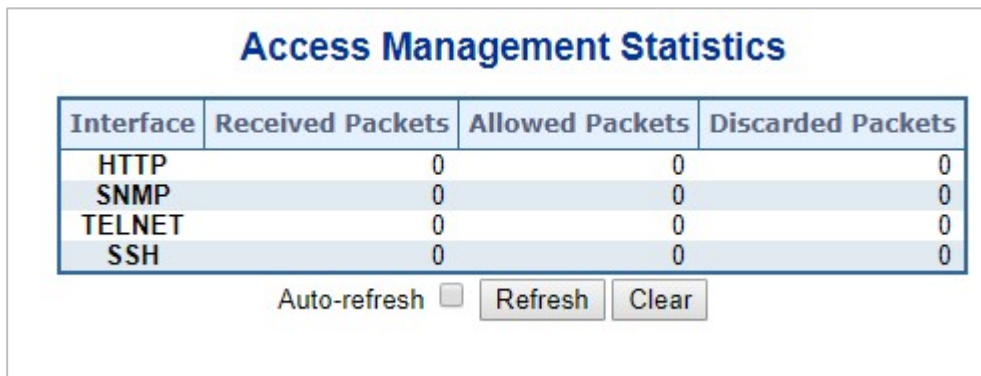 Access Management Statistics
Interface Received Packets Allowed Packets Discarded Packets
HTTP 0 0 0
SNMP 0 0 0
TELNET 0 0 0
SSH 0 0 0
Auto-refresh Refresh Clear